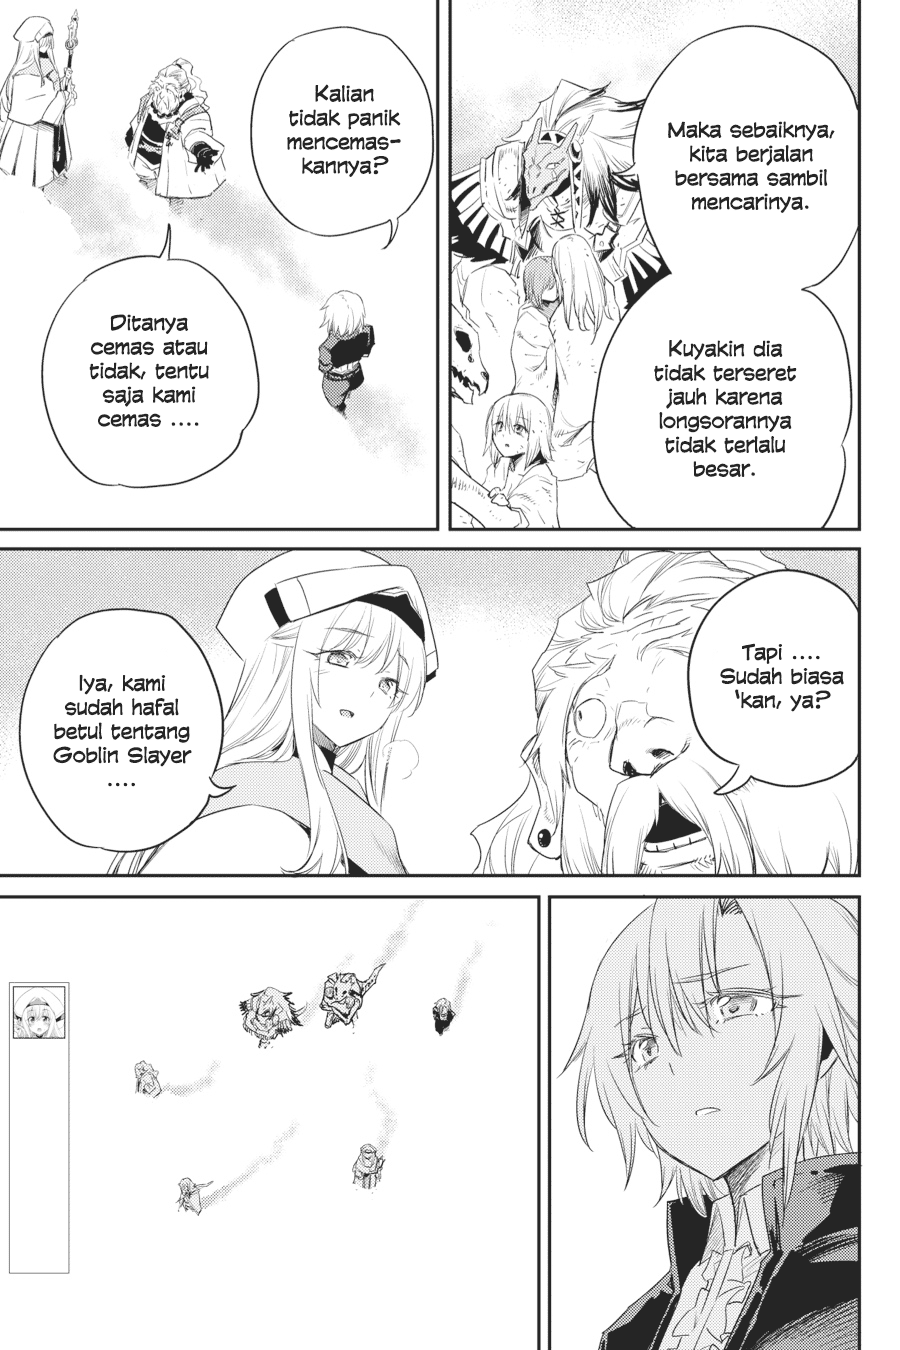 Maka sebaiknya,
kita berjalan
bersama sambil
mencarinya.
Kuyakin dia
tidak terseret
jauh karena
longsorannya
tidak terlalu
besar.
Kalian
tidak panik
mencemas-
kannya?
Ditanya
cemas atau
tidak, tentu
saja kami
cemas ....
Tapi ....
Sudah biasa
'kan, ya?
Iya, kami
sudah hafal
betul tentang
Goblin Slayer
....